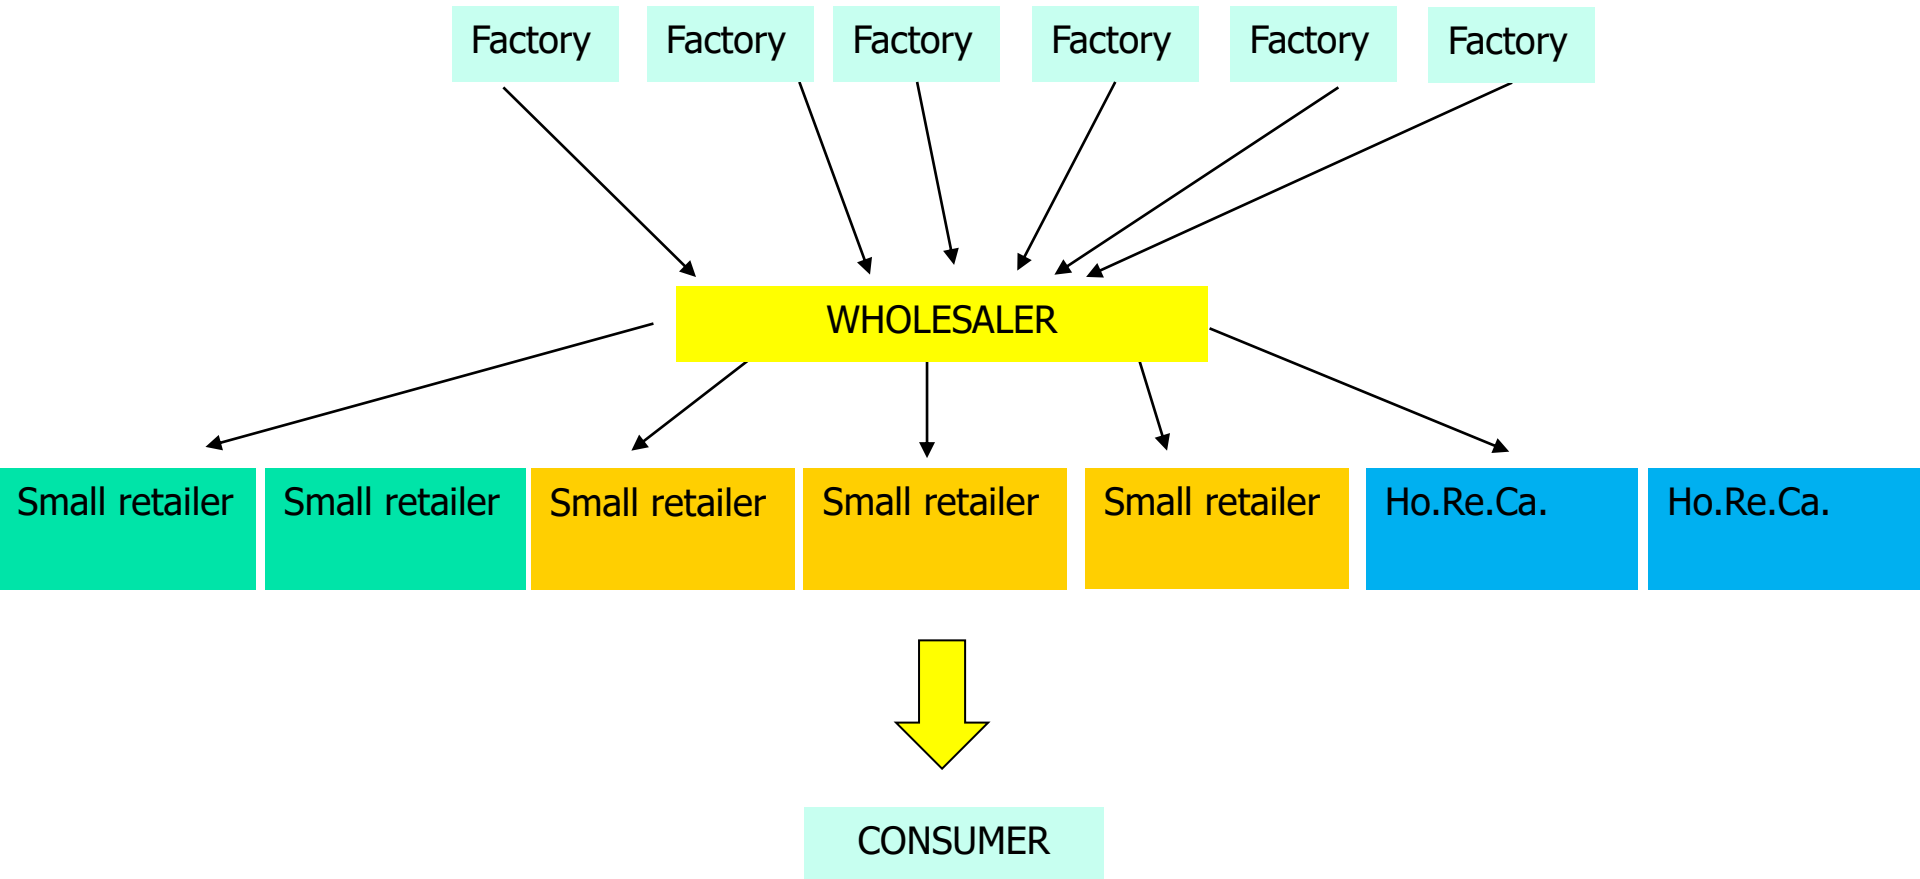 Factory
Factory
Factory
Factory
Factory
Factory
WHOLESALER
Small retailer
Small retailer
Small retailer
Small retailer
Small retailer
Ho.Re.Ca.
Ho.Re.Ca.
CONSUMER